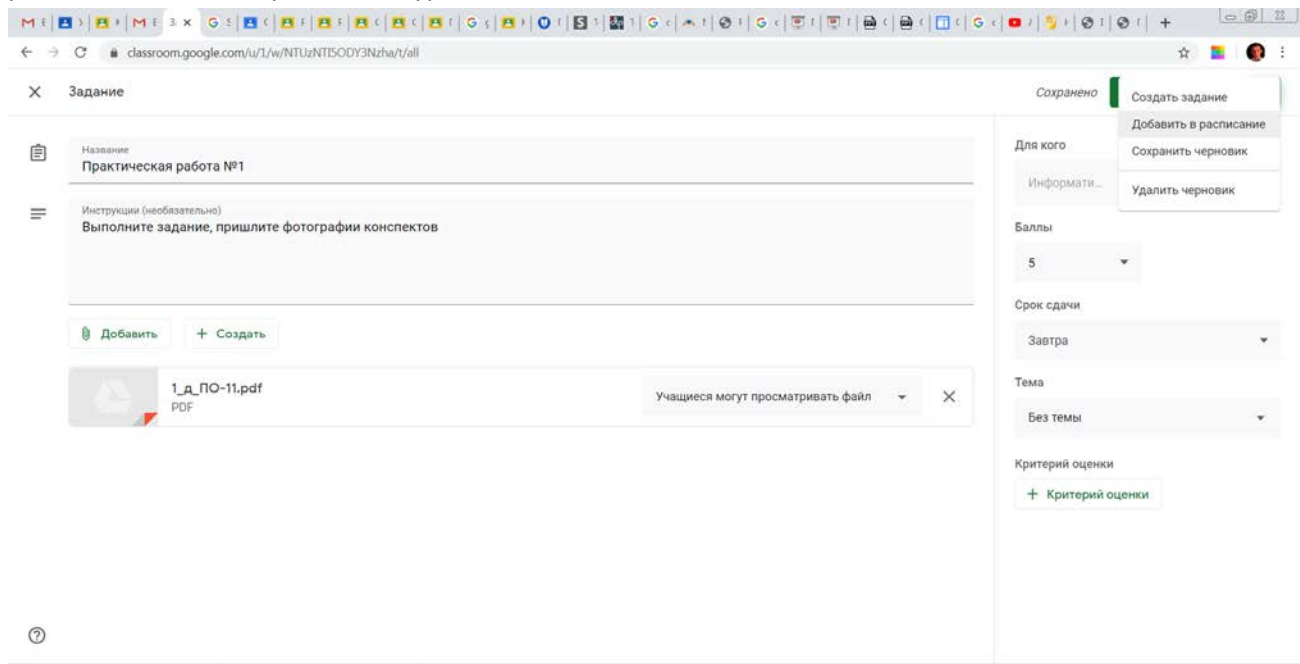 classroom.google.com/u/1/w/NTUzNTI5ODY3Nzha/t/all
Задание
Сохранено
Создать задание
Добавить в расписание
Сохранить черновик
Удалить черновик
Название
Практическая работа №1
Инструкции (необязательно)
Выполните задание, пришлите фотографии конспектов
Добавить
+ Создать
1_д_ПО-11.pdf
PDF
Учащиеся могут просматривать файл
Для кого
Информати...
Баллы
5
Срок сдачи
Завтра
Тема
Без темы
Критерий оценки
+ Критерий оценки